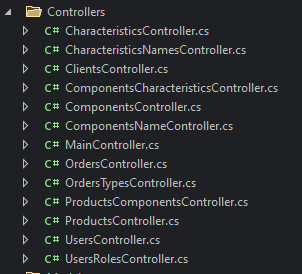 Controllers
C# CharacteristicsController.cs
C# CharacteristicsNamesController.cs
C# ClientsController.cs
C# ComponentsCharacteristicsController.cs
C# ComponentsController.cs
C# ComponentsNameController.cs
C# MainController.cs
C# OrdersController.cs
C# OrdersTypesController.cs
C# ProductsComponentsController.cs
C# ProductsController.cs
C# UsersController.cs
C# UsersRolesController.cs